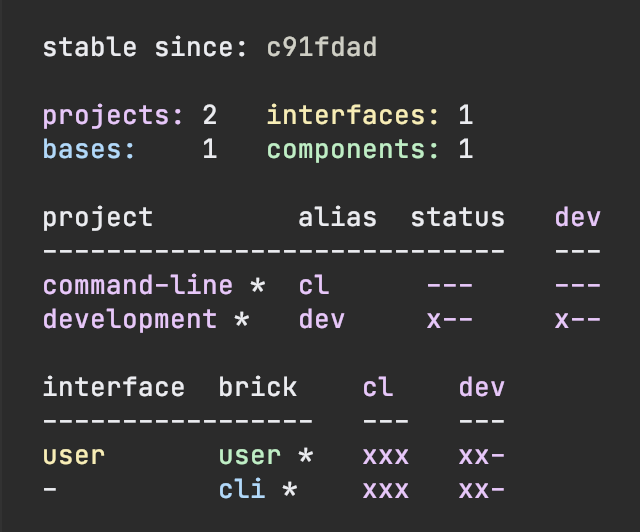 stable since: c91fdad
projects: 2   interfaces: 1
bases:    1   components: 1
project         alias  status   dev
-----------------------------   ---
command-line *  cl      ---     ---
development *   dev     x--     x--
interface  brick    cl    dev
-----------------   ---   ---
user       user *   xxx   xx-
-          cli *    xxx   xx-